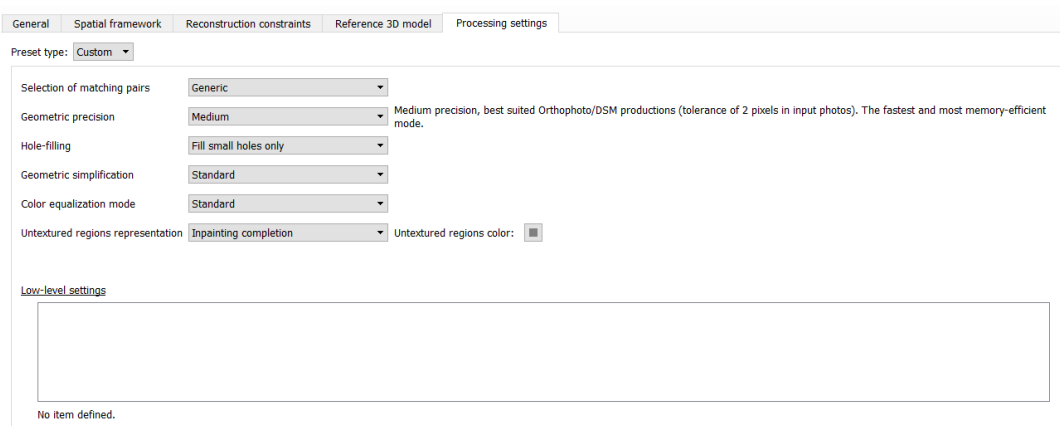 General Spatial framework Reconstruction constraints Reference 3D model Processing settings
Preset type: Custom
Selection of matching pairs Generic
Geometric precision Medium Medium precision, best suited Orthophoto/DSM productions (tolerance of 2 pixels in input photos). The fastest and most memory-efficient
mode.
Hole-filling Fill small holes only
Geometric simplification Standard
Color equalization mode Standard
Untextured regions representation Inpainting completion Untextured regions color:
Low-level settings
No item defined.